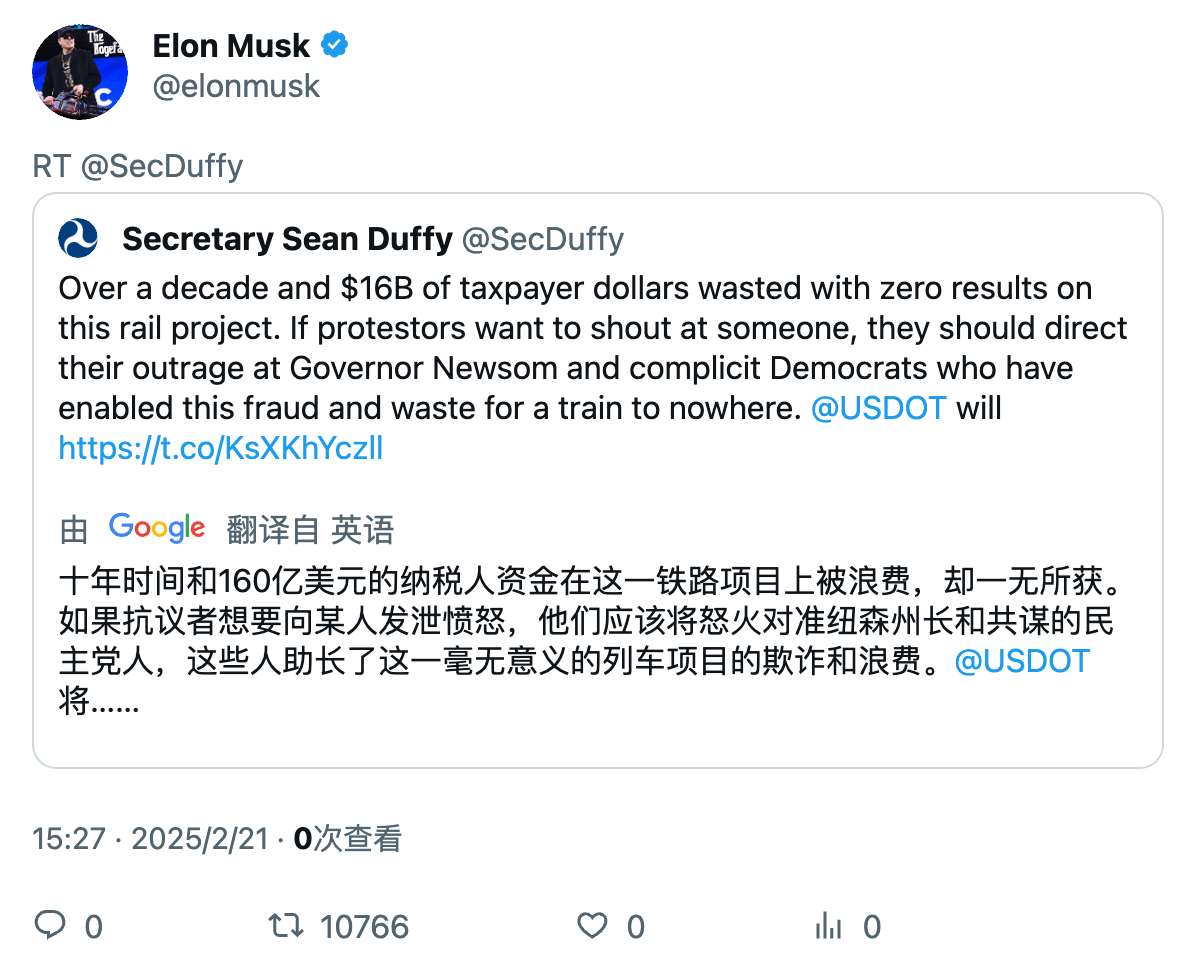 Elon Musk
@elonmusk
The
DogeFa
C
RT @SecDuffy
Secretary Sean Duffy @SecDuffy
Over a decade and $16B of taxpayer dollars wasted with zero results on
this rail project. If protestors want to shout at someone, they should direct
their outrage at Governor Newsom and complicit Democrats who have
enabled this fraud and waste for a train to nowhere. @USDOT will
https://t.co/KsXKhYczll
由 Google 翻译自 英语
十年时间和160亿美元的纳税人资金在这一铁路项目上被浪费，却一无所获。
如果抗议者想要向某人发泄愤怒，他们应该将怒火对准纽森州长和共谋的民
主党人，这些人助长了这一毫无意义的列车项目的欺诈和浪费。@USDOT
将......
15:27 · 2025/2/21 · 0次查看
0 10766 0 0